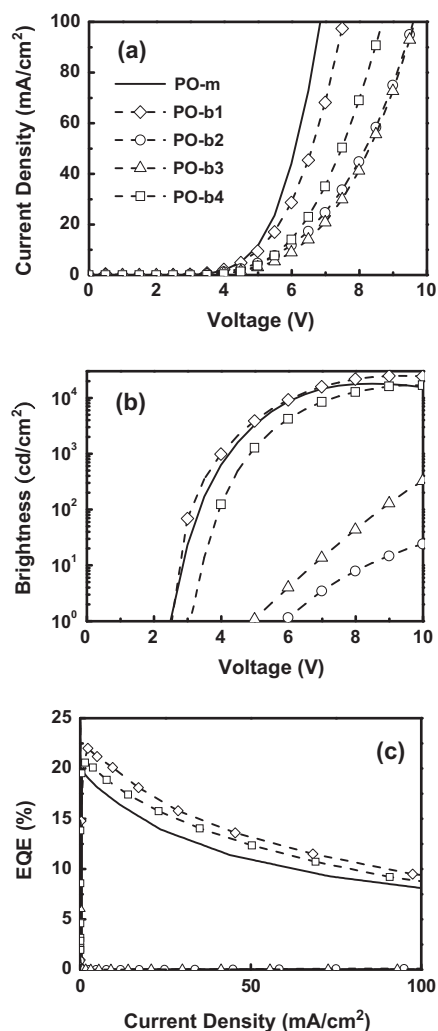 (a)
100
80
60
40
20
0
Current Density (mA/cm²)
PO-m
PO-b1
PO-b2
PO-b3
PO-b4
0 2 4 6 8 10
Voltage (V)
(b)
10⁴
10³
10²
10¹
10⁰
Brightness (cd/cm²)
0 2 4 6 8 10
Voltage (V)
(c)
25
20
15
10
5
0
EQE (%)
0 50 100
Current Density (mA/cm²)